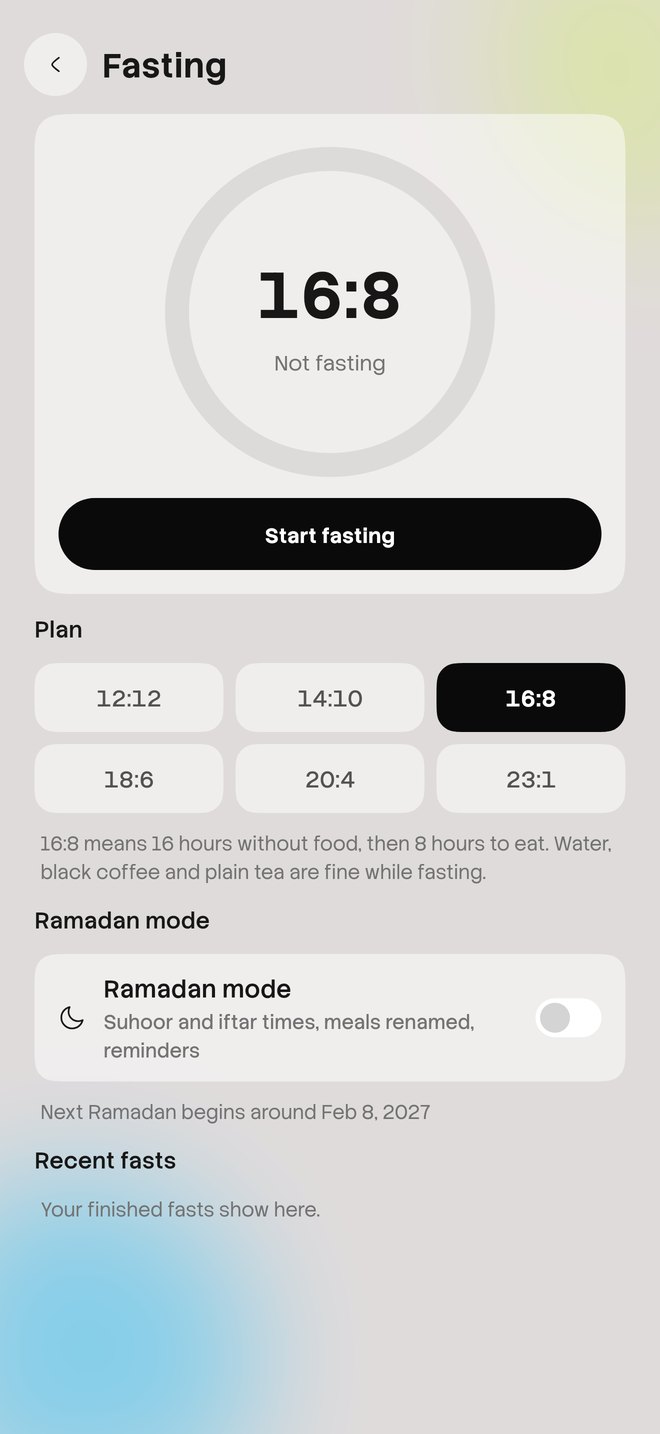 Fasting
16:8
Not fasting
Start fasting
Plan
12:12
14:10
16:8
18:6
20:4
23:1
16:8 means 16 hours without food, then 8 hours to eat. Water,
black coffee and plain tea are fine while fasting.
Ramadan mode
Ramadan mode
Suhoor and iftar times, meals renamed,
reminders
Next Ramadan begins around Feb 8, 2027
Recent fasts
Your finished fasts show here.